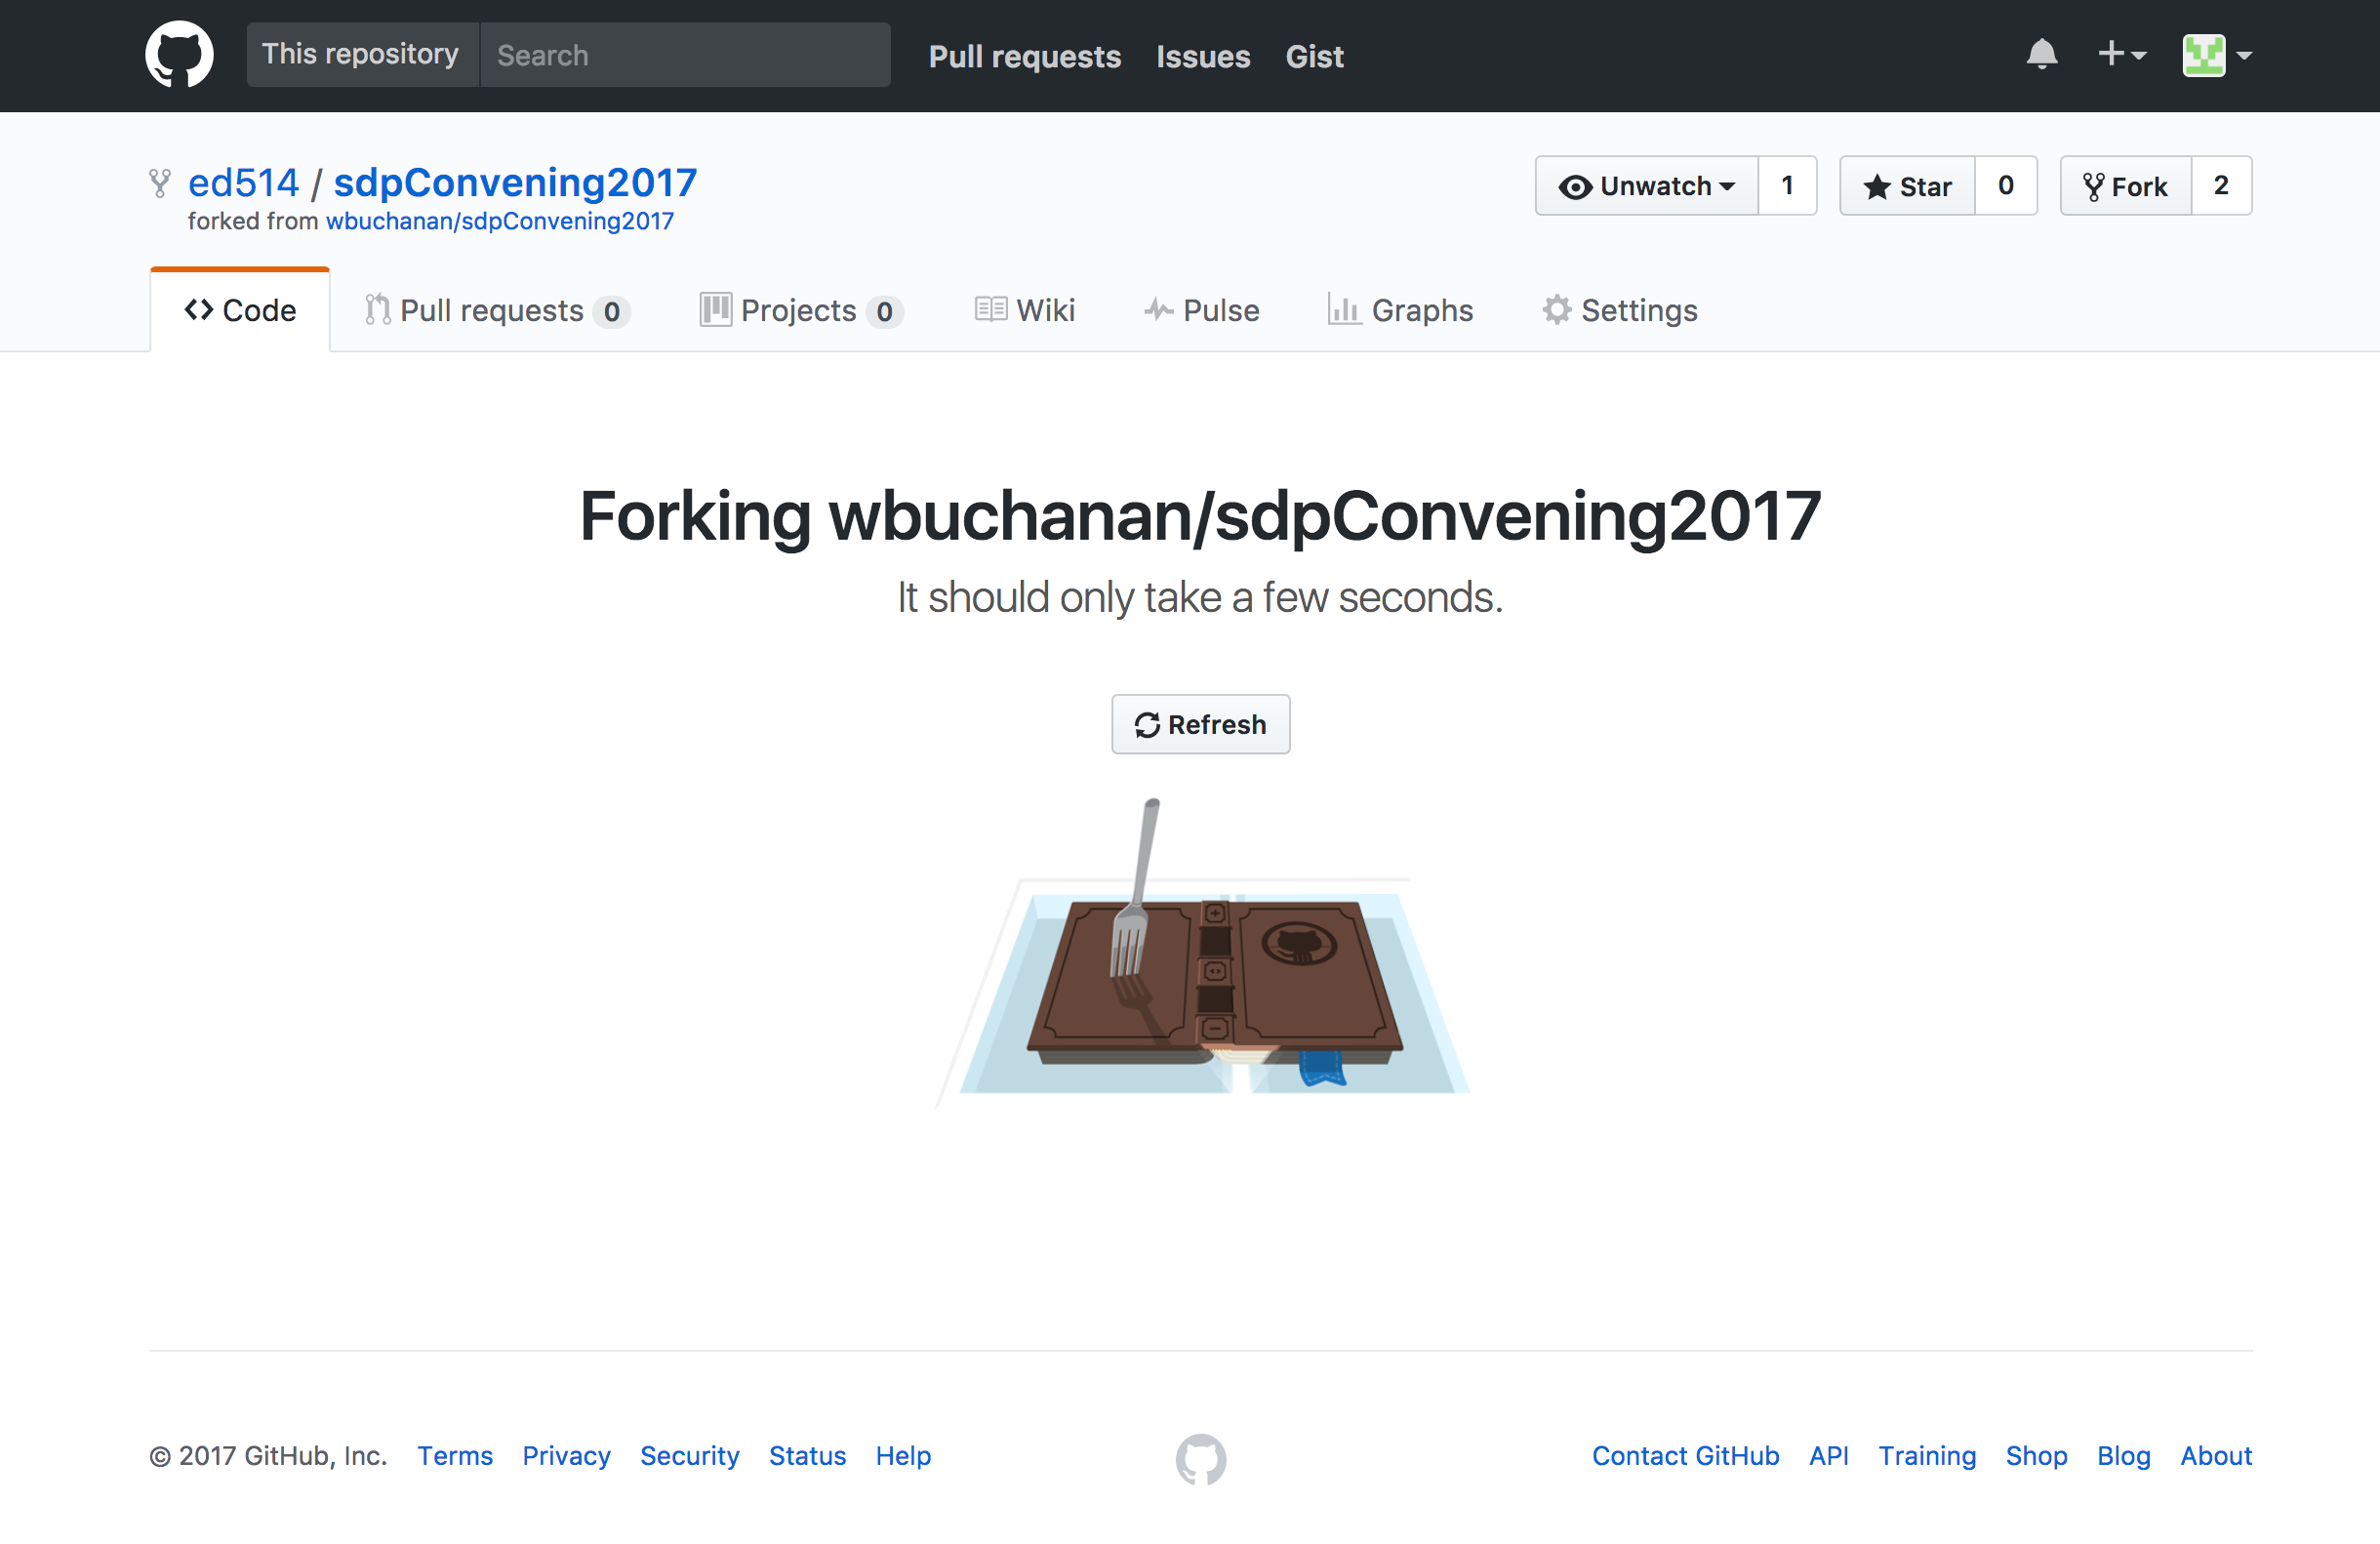 This repository Search Pull requests Issues Gist
ed514 / sdpConvening2017 Unwatch 1 Star 0 Fork 2
forked from wbuchanan/sdpConvening2017
Code Pull requests 0 Projects 0 Wiki Pulse Graphs Settings
Forking wbuchanan/sdpConvening2017
It should only take a few seconds.
Refresh
© 2017 GitHub, Inc. Terms Privacy Security Status Help Contact GitHub API Training Shop Blog About